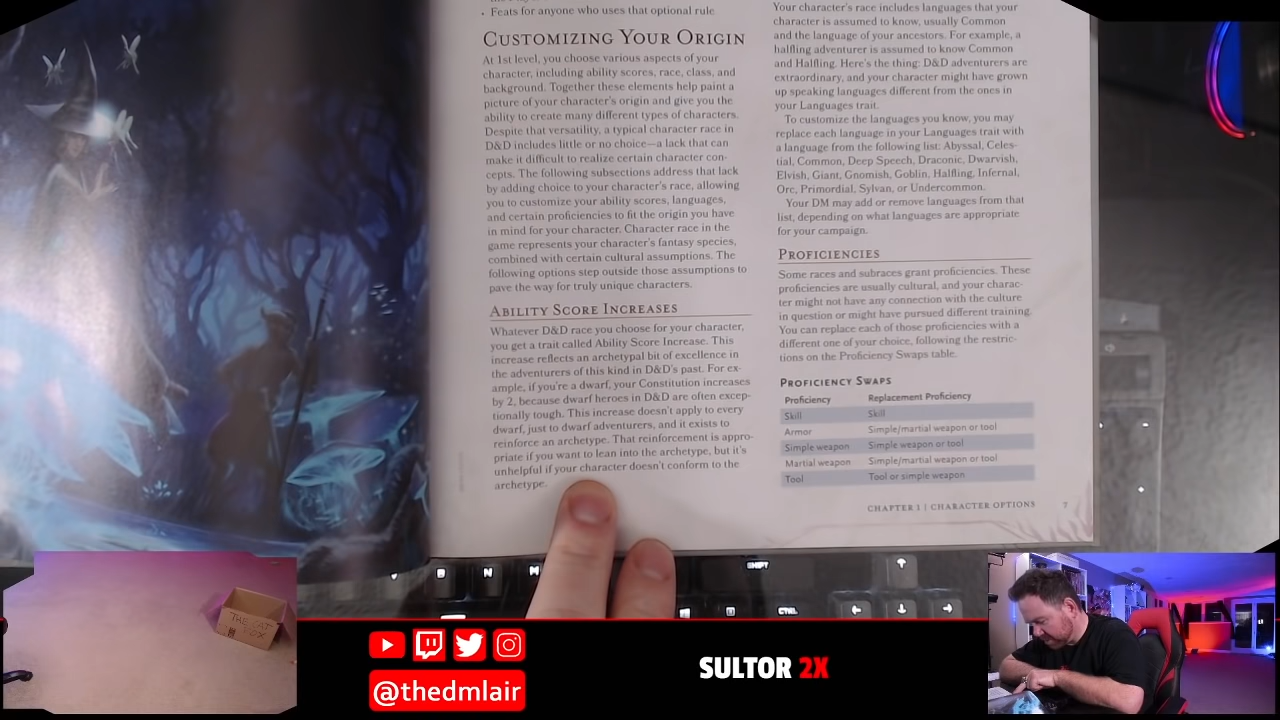 • Feats for anyone who uses that optional rule
Customizing Your Origin
At 1st level, you choose various aspects of your
character, including ability scores, race, class, and
background. Together these elements help paint a
picture of your character's origin and give you the
ability to create many different types of characters.
Despite that versatility, a typical character race in
D&D includes little or no choice—a lack that can
make it difficult to realize certain character con-
cepts. The following subsections address that lack
by adding choice to your character's race, allowing
you to customize your ability scores, languages,
and certain proficiencies to fit the origin you have
in mind for your character. Character race in the
game represents your character's fantasy species,
combined with certain cultural assumptions. The
following options step outside those assumptions to
pave the way for truly unique characters.
Ability Score Increases
Whatever D&D race you choose for your character,
you get a trait called Ability Score Increase. This
increase reflects an archetypal bit of excellence in
the adventurers of this kind in D&D's past. For ex-
ample, if you're a dwarf, your Constitution increases
by 2, because dwarf heroes in D&D are often excep-
tionally tough. This increase doesn't apply to every
dwarf, just to dwarf adventurers, and it exists to
reinforce an archetype. That reinforcement is appro-
priate if you want to lean into the archetype, but it's
unhelpful if your character doesn't conform to the
archetype.
Your character's race includes languages that your
character is assumed to know, usually Common
and the language of your ancestors. For example, a
halfling adventurer is assumed to know Common
and Halfling. Here's the thing: D&D adventurers are
extraordinary, and your character might have grown
up speaking languages different from the ones in
your Languages trait.
To customize the languages you know, you may
replace each language in your Languages trait with
a language from the following list: Abyssal, Celes-
tial, Common, Deep Speech, Draconic, Dwarvish,
Elvish, Giant, Gnomish, Goblin, Halfling, Infernal,
Orc, Primordial, Sylvan, or Undercommon.
Your DM may add or remove languages from that
list, depending on what languages are appropriate
for your campaign.
Proficiencies
Some races and subraces grant proficiencies. These
proficiencies are usually cultural, and your charac-
ter might not have any connection with the culture
in question or might have pursued different training.
You can replace each of those proficiencies with a
different one of your choice, following the restric-
tions on the Proficiency Swaps table.
Proficiency Swaps
Proficiency Replacement Proficiency
Skill Skill
Armor Simple/martial weapon or tool
Simple weapon Simple weapon or tool
Martial weapon Simple/martial weapon or tool
Tool Tool or simple weapon
CHAPTER 1 | CHARACTER OPTIONS 7
B N M SHIFT
CTRL
THE CAT
BOX
@thedmlair
SULTOR 2X